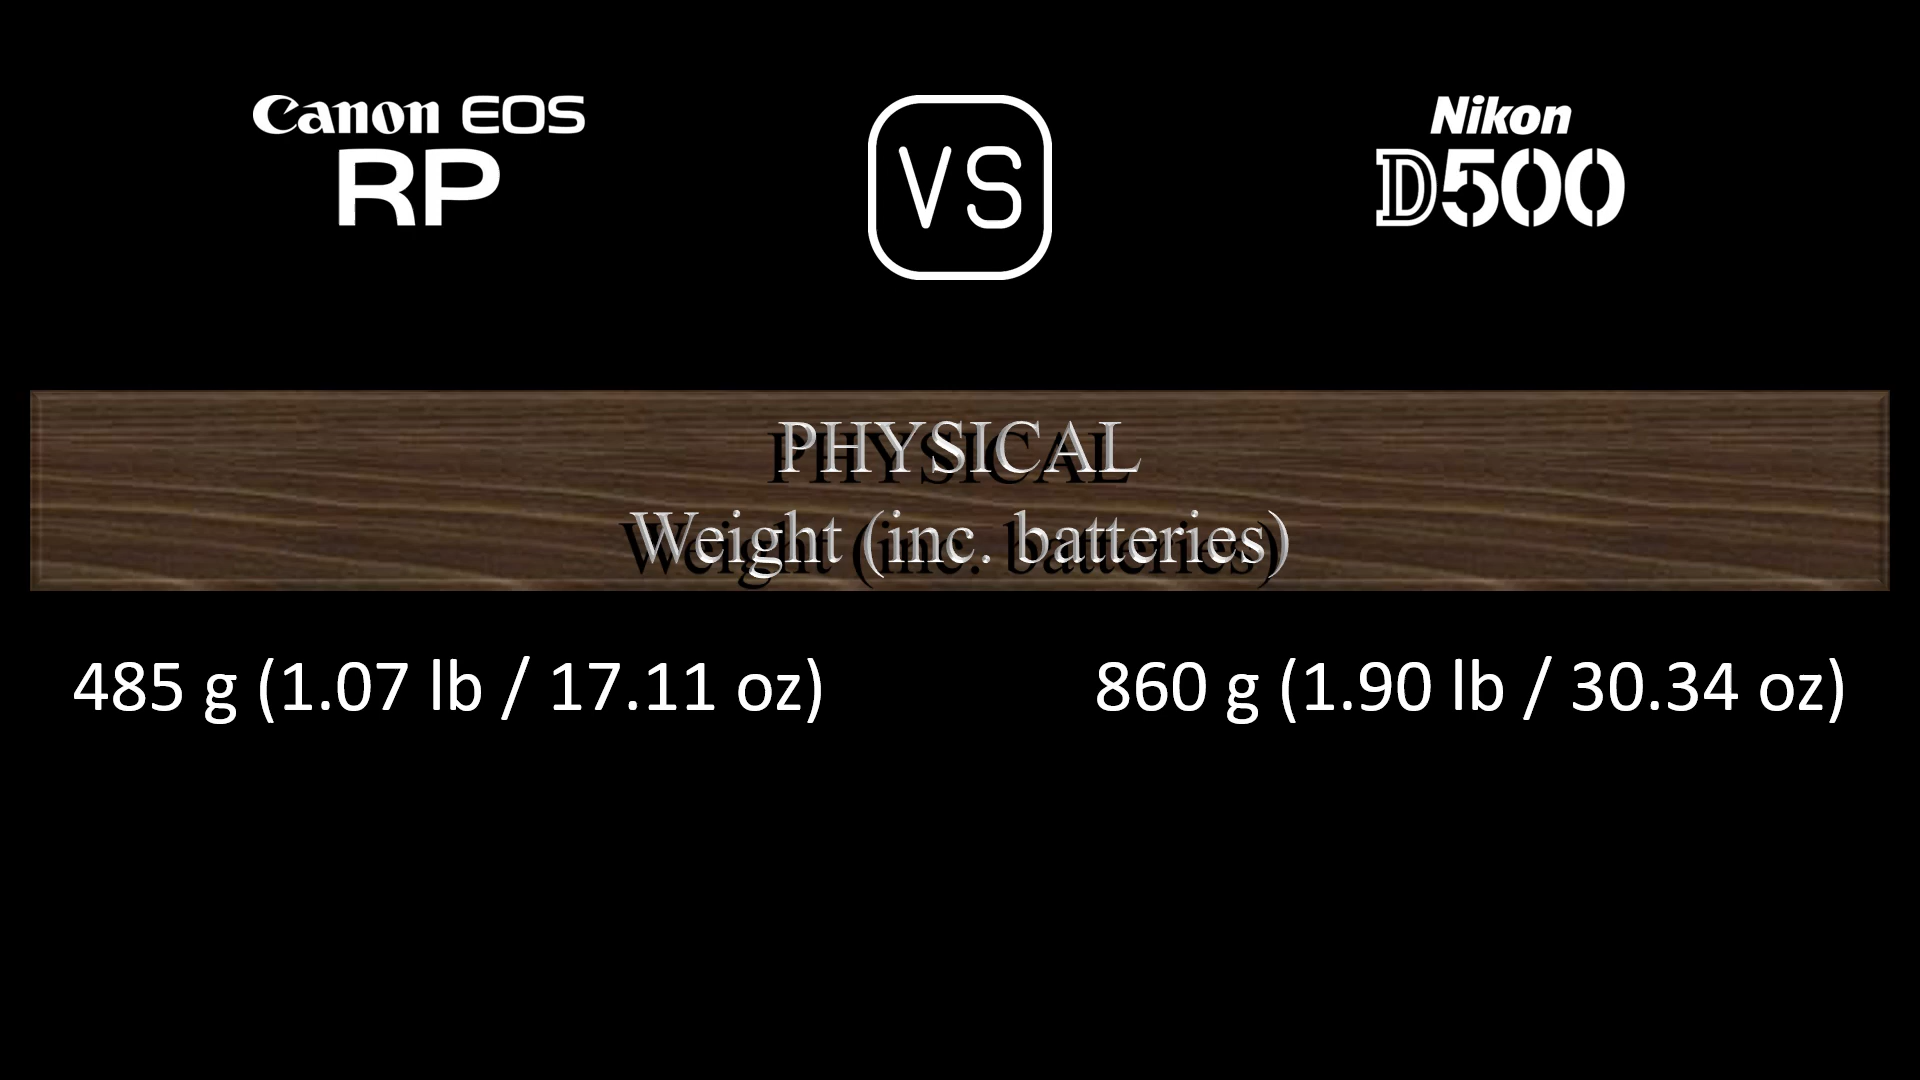 Canon EOS
RP
VS
Nikon
D500
PHYSICAL
Weight (inc. batteries)
485 g (1.07 lb / 17.11 oz)
860 g (1.90 lb / 30.34 oz)